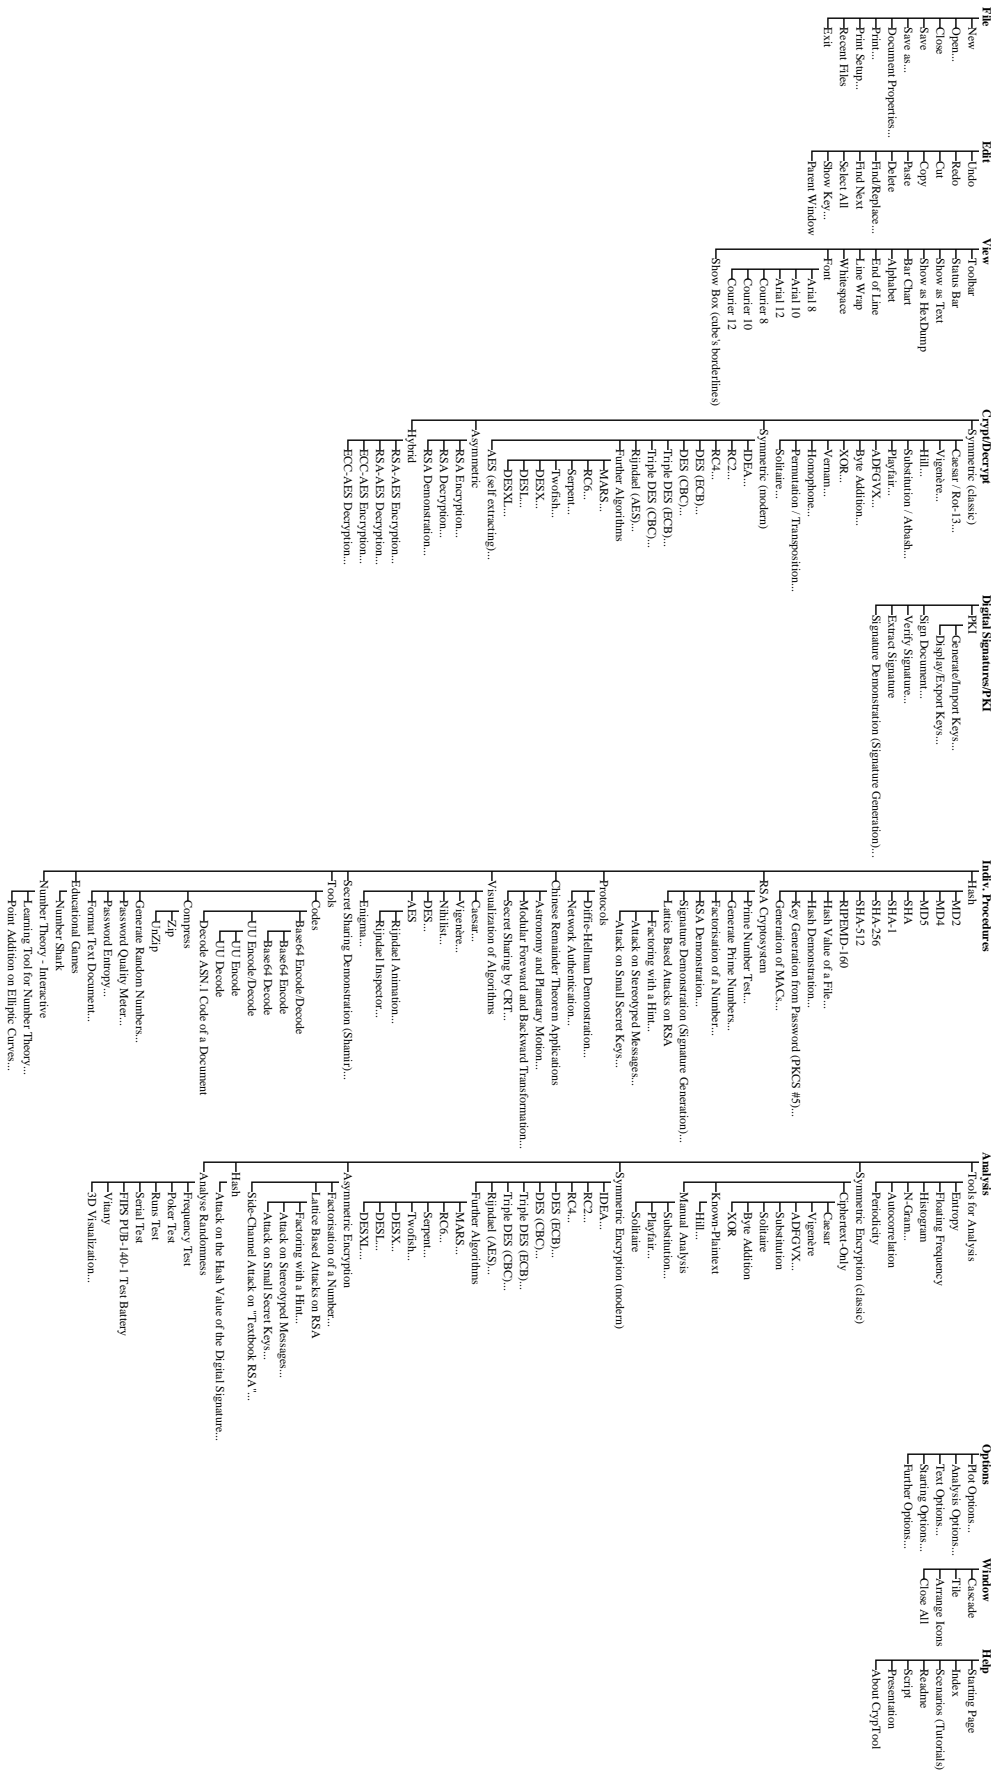 File
New
Open...
Close
Save
Save as...
Document Properties...
Print...
Print Setup...
Recent Files
Exit
Edit
Undo
Redo
Cut
Copy
Paste
Delete
Find/Replace...
Find Next
Select All
Show Key...
Parent Window
View
Toolbar
Status Bar
Show as Text
Show as HexDump
Bar Chart
Alphabet
End of Line
Line Wrap
Whitespace
Font
Arial 8
Arial 10
Arial 12
Courier 8
Courier 10
Courier 12
Show Box (cube's borderlines)
Crypt/Decrypt
Symmetric (classic)
Caesar / Rot-13...
Vigenère...
Hill...
Substitution / Atbash...
Playfair...
ADFGVX...
Byte Addition...
XOR...
Vernam...
Homophone...
Permutation / Transposition...
Solitaire...
Symmetric (modern)
IDEA...
RC2...
RC4...
DES (ECB)...
DES (CBC)...
Triple DES (ECB)...
Triple DES (CBC)...
Rijndael (AES)...
Further Algorithms
MARS...
RC6...
Serpent...
Twofish...
DESX...
DESL...
DESXL...
AES (self extracting)...
Asymmetric
RSA Encryption...
RSA Decryption...
RSA Demonstration...
Hybrid
RSA-AES Encryption...
RSA-AES Decryption...
ECC-AES Encryption...
ECC-AES Decryption...
Digital Signatures/PKI
PKI
Generate/Import Keys...
Display/Export Keys...
Sign Document...
Verify Signature...
Extract Signature
Signature Demonstration (Signature Generation)...
Indiv. Procedures
Hash
MD2
MD4
MD5
SHA
SHA-1
SHA-256
SHA-512
RIPEMD-160
Hash Value of a File...
Hash Demonstration...
Key Generation from Password (PKCS #5)...
Generation of MACs...
RSA Cryptosystem
Prime Number Test...
Generate Prime Numbers...
Factorisation of a Number...
RSA Demonstration...
Signature Demonstration (Signature Generation)...
Lattice Based Attacks on RSA
Factoring with a Hint...
Attack on Stereotyped Messages...
Attack on Small Secret Keys...
Protocols
Diffie-Hellman Demonstration...
Network Authentication...
Chinese Remainder Theorem Applications
Astronomy and Planetary Motion...
Modular Forward and Backward Transformation...
Secret Sharing by CRT...
Visualization of Algorithms
Caesar...
Vigenère...
Nihilist...
DES...
AES
Rijndael Animation...
Rijndael Inspector...
Enigma...
Secret Sharing Demonstration (Shamir)...
Tools
Codes
Base64 Encode/Decode
Base64 Encode
Base64 Decode
UU Encode/Decode
UU Encode
UU Decode
Decode ASN.1 Code of a Document
Compress
Zip
UnZip
Generate Random Numbers...
Password Quality Meter...
Password Entropy...
Format Text Document...
Educational Games
Number Shark
Number Theory - Interactive
Learning Tool for Number Theory...
Point Addition on Elliptic Curves...
Analysis
Tools for Analysis
Entropy
Floating Frequency
Histogram
N-Gram...
Autocorrelation
Periodicity
Symmetric Encryption (classic)
Ciphertext-Only
Caesar
Vigenère
ADFGVX...
Substitution
Solitaire
Byte Addition
XOR
Known-Plaintext
Hill...
Manual Analysis
Substitution...
Playfair...
Solitaire
Symmetric Encryption (modern)
IDEA...
RC2...
RC4...
DES (ECB)...
DES (CBC)...
Triple DES (ECB)...
Triple DES (CBC)...
Rijndael (AES)...
Further Algorithms
MARS...
RC6...
Serpent...
Twofish...
DESX...
DESL...
DESXL...
Asymmetric Encryption
Factorisation of a Number...
Lattice Based Attacks on RSA
Factoring with a Hint...
Attack on Stereotyped Messages...
Attack on Small Secret Keys...
Side-Channel Attack on "Textbook RSA"...
Hash
Attack on the Hash Value of the Digital Signature...
Analyse Randomness
Frequency Test
Poker Test
Runs Test
Serial Test
FIPS PUB-140-1 Test Battery
Vitany
3D Visualization...
Options
Plot Options...
Analysis Options...
Text Options...
Starting Options...
Further Options...
Window
Cascade
Tile
Arrange Icons
Close All
Help
Starting Page
Index
Scenarios (Tutorials)
Readme
Script
Presentation
About CrypTool